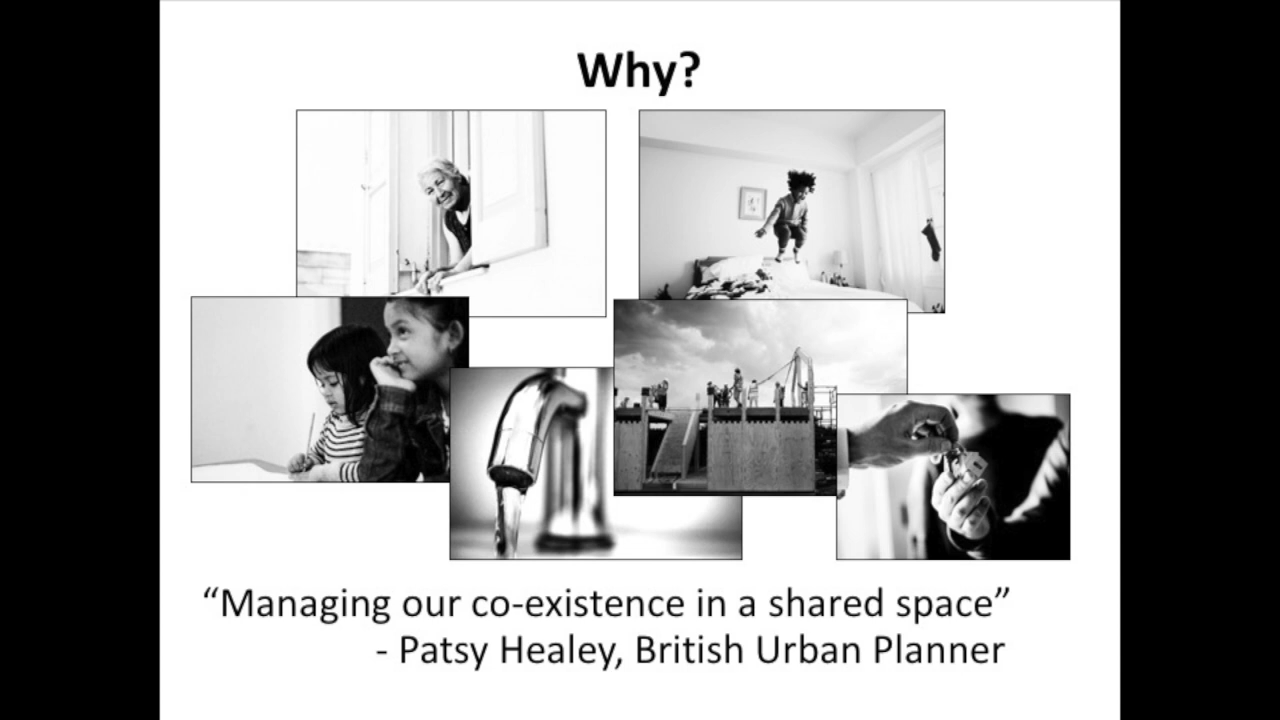 Why?
“Managing our co-existence in a shared space”
- Patsy Healey, British Urban Planner